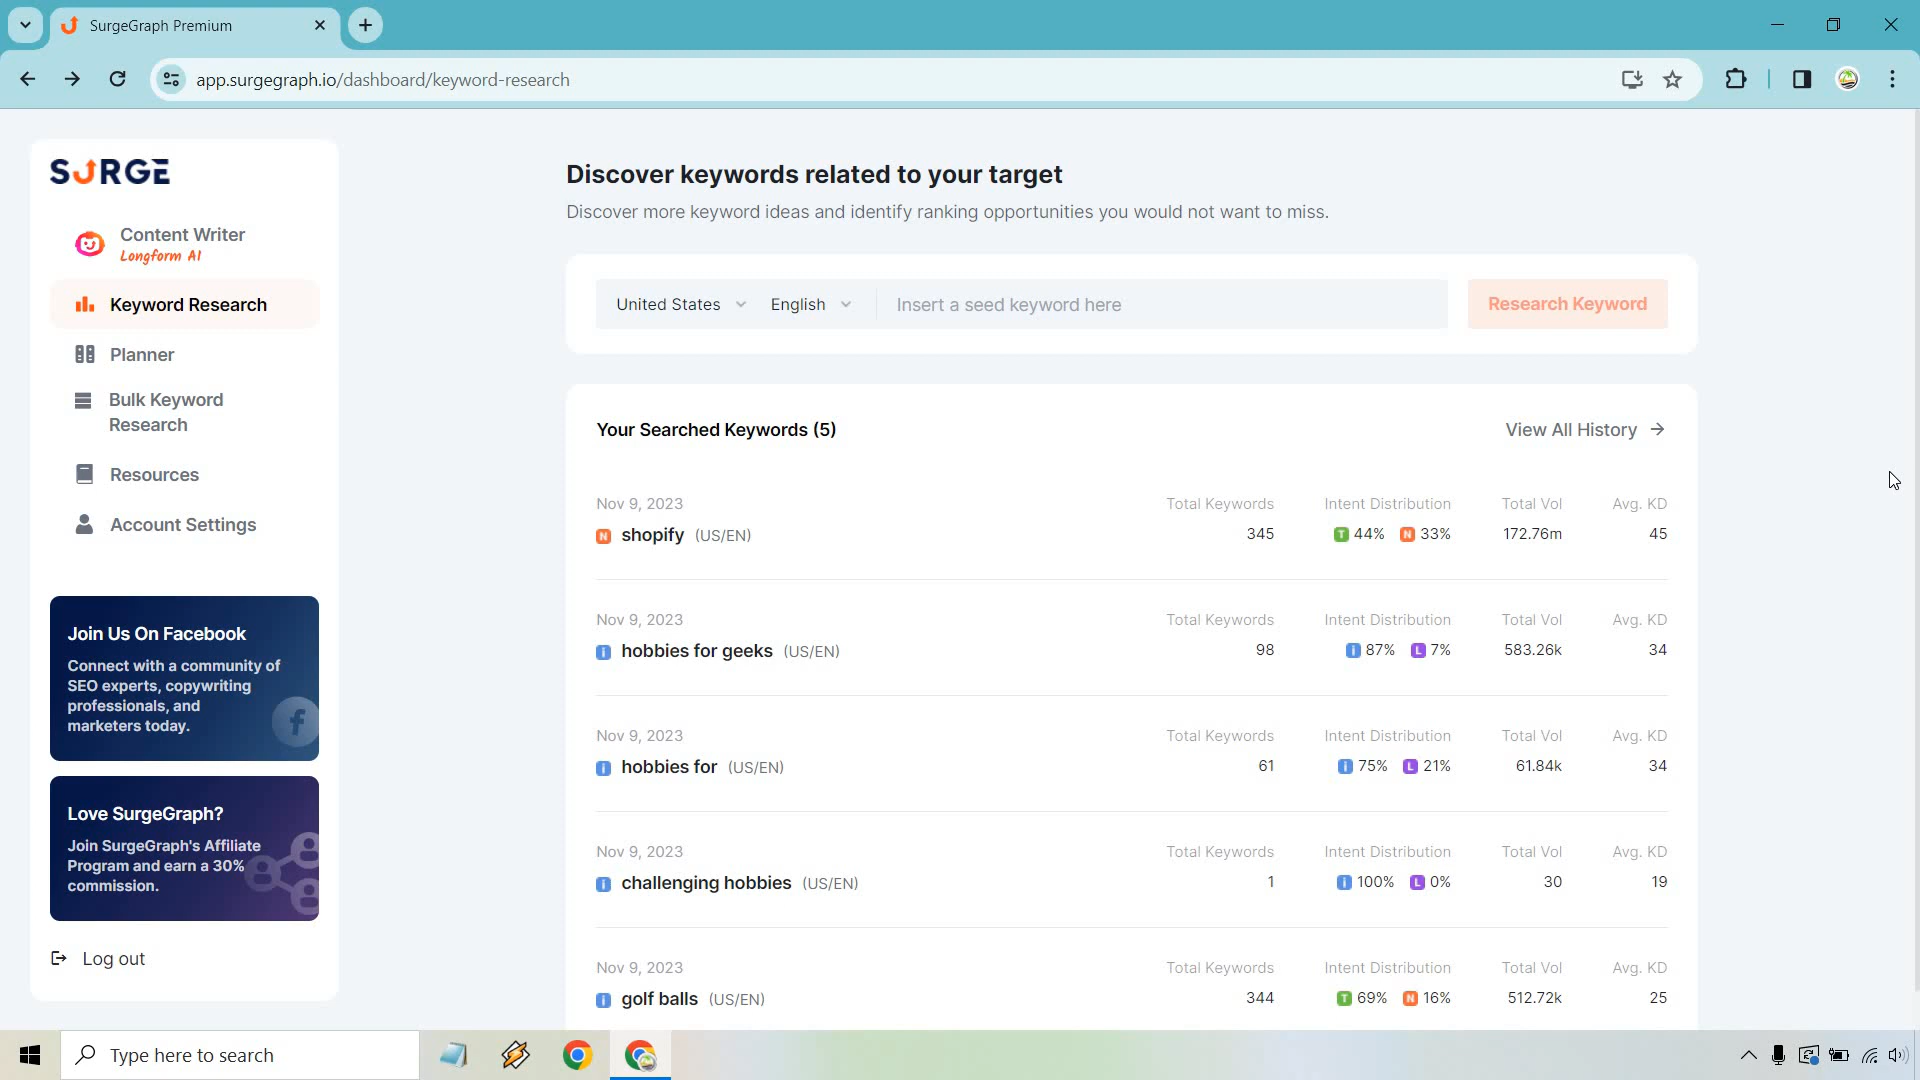 SurgeGraph Premium
app.surgegraph.io/dashboard/keyword-research
SURGE
Content Writer
Longform AI
Keyword Research
Planner
Bulk Keyword
Research
Resources
Account Settings
Join Us On Facebook
Connect with a community of
SEO experts, copywriting
professionals, and
marketers today.
Love SurgeGraph?
Join SurgeGraph's Affiliate
Program and earn a 30%
commission.
Log out
Discover keywords related to your target
Discover more keyword ideas and identify ranking opportunities you would not want to miss.
United States English Insert a seed keyword here Research Keyword
Your Searched Keywords (5) View All History
Nov 9, 2023 Total Keywords Intent Distribution Total Vol Avg. KD
N shopify (US/EN) 345 T 44% N 33% 172.76m 45
Nov 9, 2023 Total Keywords Intent Distribution Total Vol Avg. KD
I hobbies for geeks (US/EN) 98 I 87% L 7% 583.26k 34
Nov 9, 2023 Total Keywords Intent Distribution Total Vol Avg. KD
I hobbies for (US/EN) 61 I 75% L 21% 61.84k 34
Nov 9, 2023 Total Keywords Intent Distribution Total Vol Avg. KD
I challenging hobbies (US/EN) 1 I 100% L 0% 30 19
Nov 9, 2023 Total Keywords Intent Distribution Total Vol Avg. KD
I golf balls (US/EN) 344 T 69% N 16% 512.72k 25
Type here to search